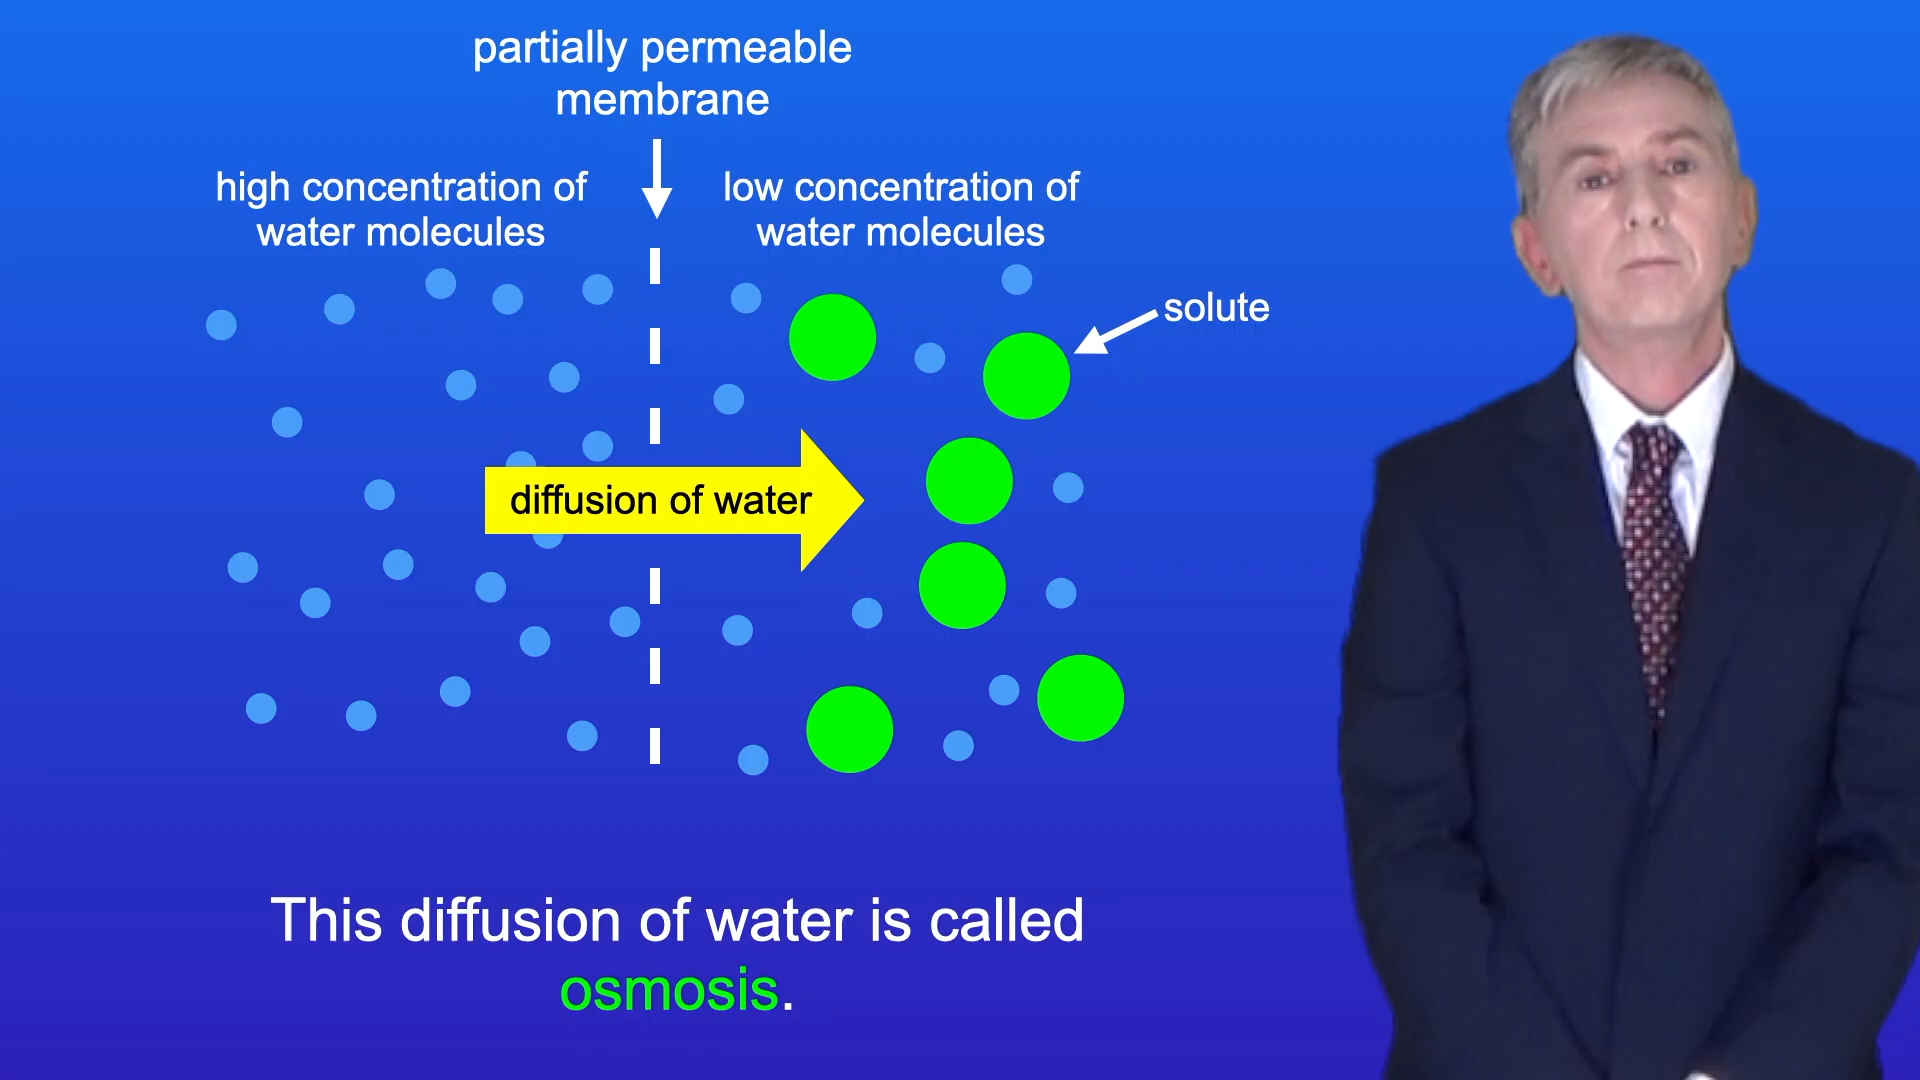 partially permeable
membrane
high concentration of
water molecules
low concentration of
water molecules
solute
diffusion of water
This diffusion of water is called
osmosis.